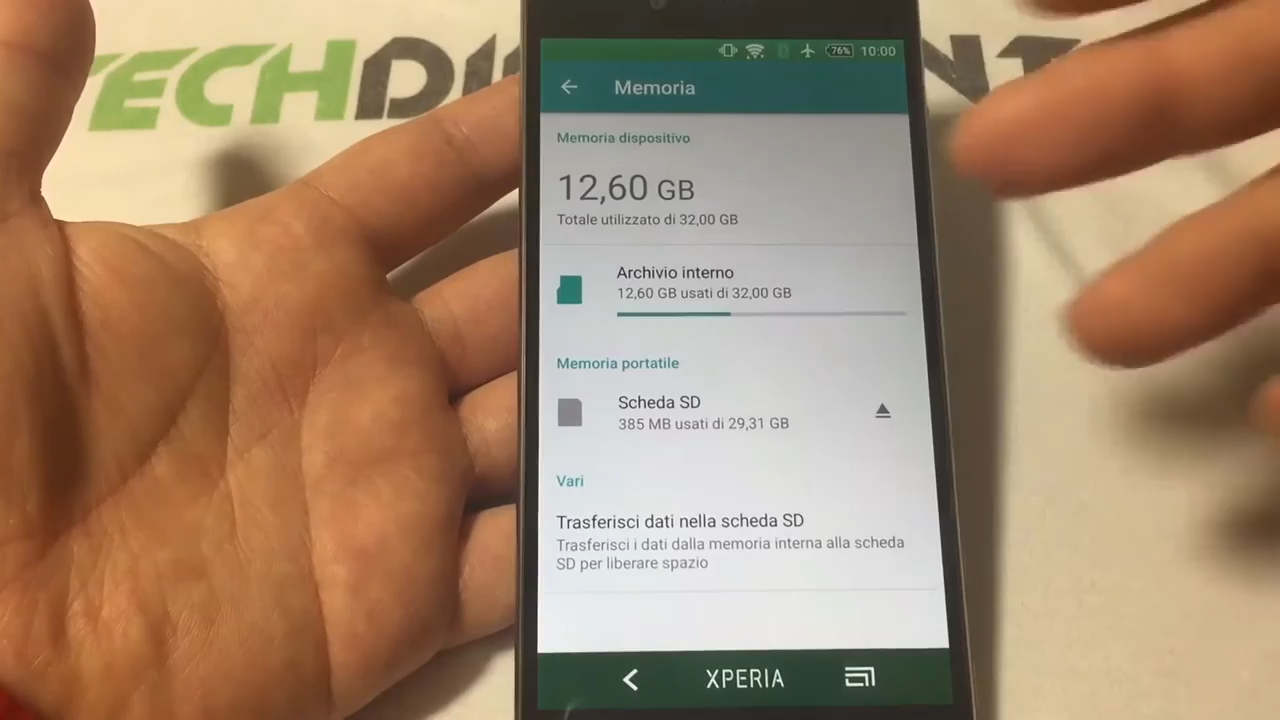 TECHDI
NT
76% 10:00
Memoria
Memoria dispositivo
12,60 GB
Totale utilizzato di 32,00 GB
Archivio interno
12,60 GB usati di 32,00 GB
Memoria portatile
Scheda SD
385 MB usati di 29,31 GB
Vari
Trasferisci dati nella scheda SD
Trasferisci i dati dalla memoria interna alla scheda
SD per liberare spazio
XPERIA